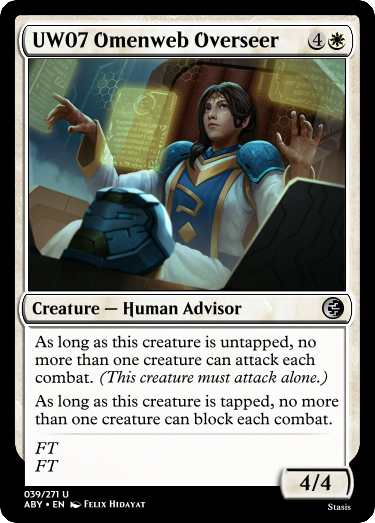 UW07 Omenweb Overseer 4
Creature — Human Advisor
As long as this creature is untapped, no
more than one creature can attack each
combat. (This creature must attack alone.)
As long as this creature is tapped, no more
than one creature can block each combat.
FT
FT
4/4
039/271 U
ABY • EN Felix Hidayat
Stasis